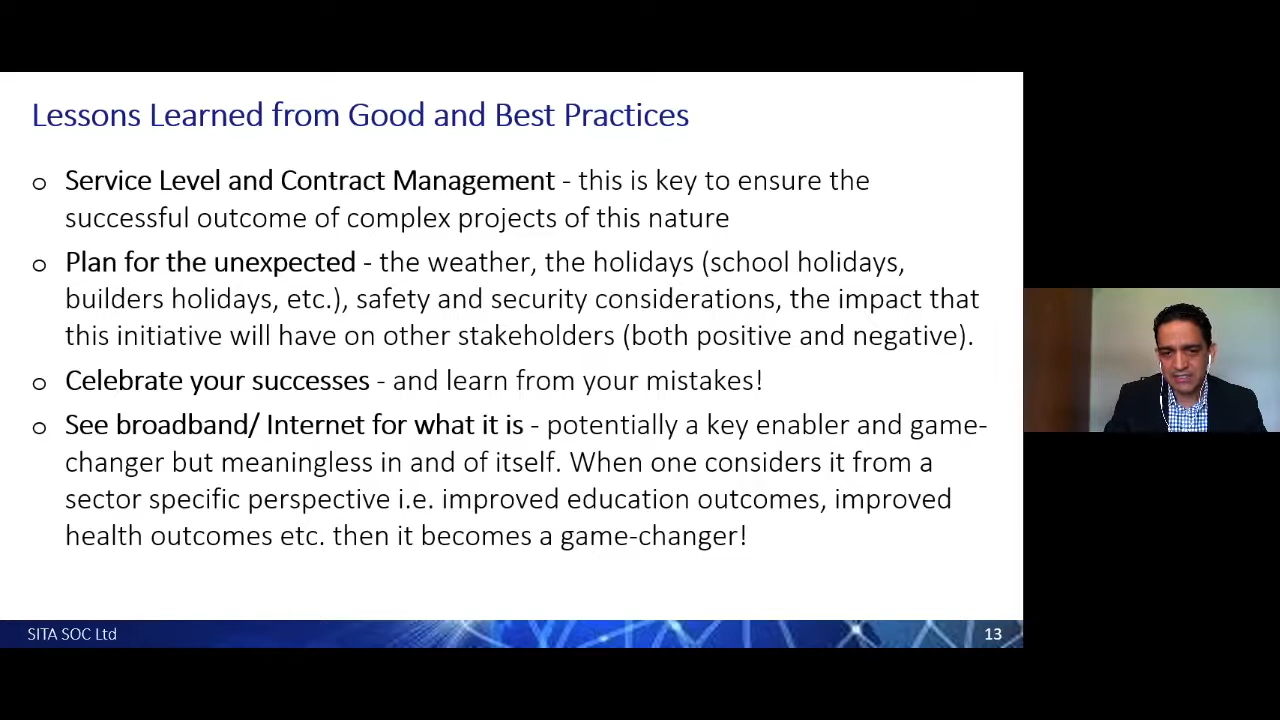 Lessons Learned from Good and Best Practices
o Service Level and Contract Management - this is key to ensure the
successful outcome of complex projects of this nature
o Plan for the unexpected - the weather, the holidays (school holidays,
builders holidays, etc.), safety and security considerations, the impact that
this initiative will have on other stakeholders (both positive and negative).
o Celebrate your successes - and learn from your mistakes!
o See broadband/ Internet for what it is - potentially a key enabler and game-
changer but meaningless in and of itself. When one considers it from a
sector specific perspective i.e. improved education outcomes, improved
health outcomes etc. then it becomes a game-changer!
SITA SOC Ltd
13